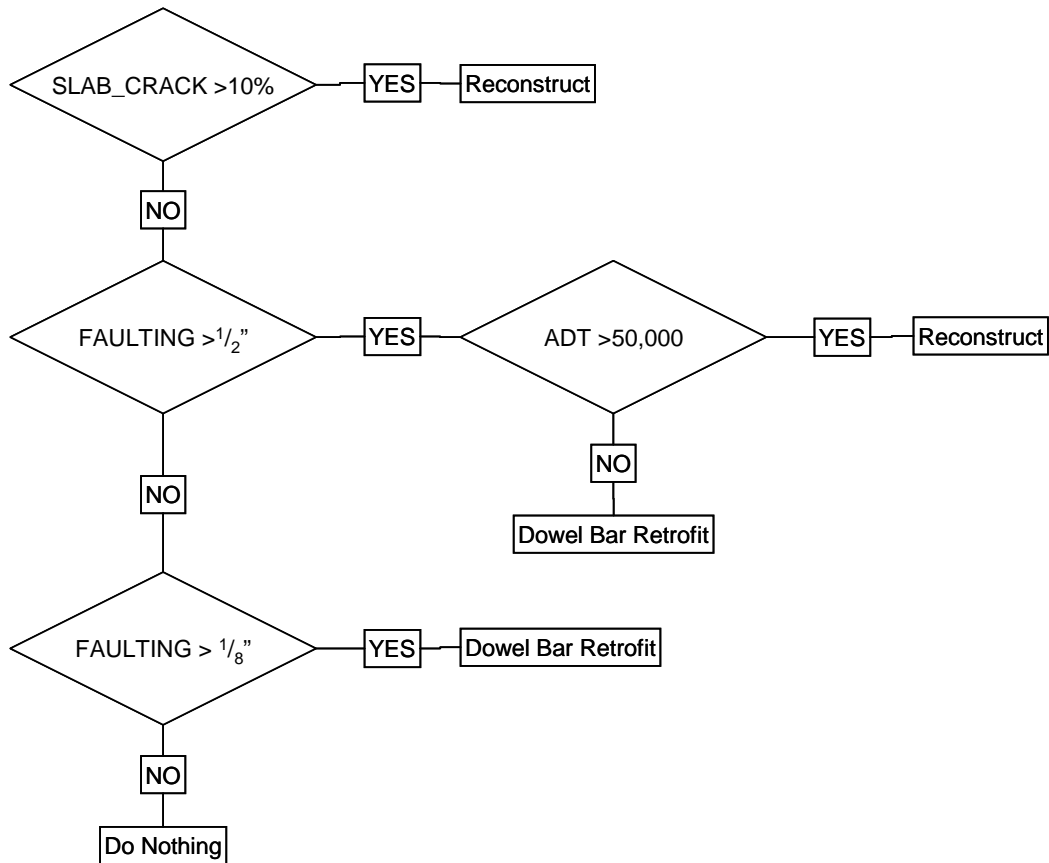 SLAB_CRACK >10%
YES
Reconstruct
NO
FAULTING >1/2”
YES
ADT >50,000
YES
Reconstruct
NO
Dowel Bar Retrofit
NO
FAULTING > 1/8”
YES
Dowel Bar Retrofit
NO
Do Nothing